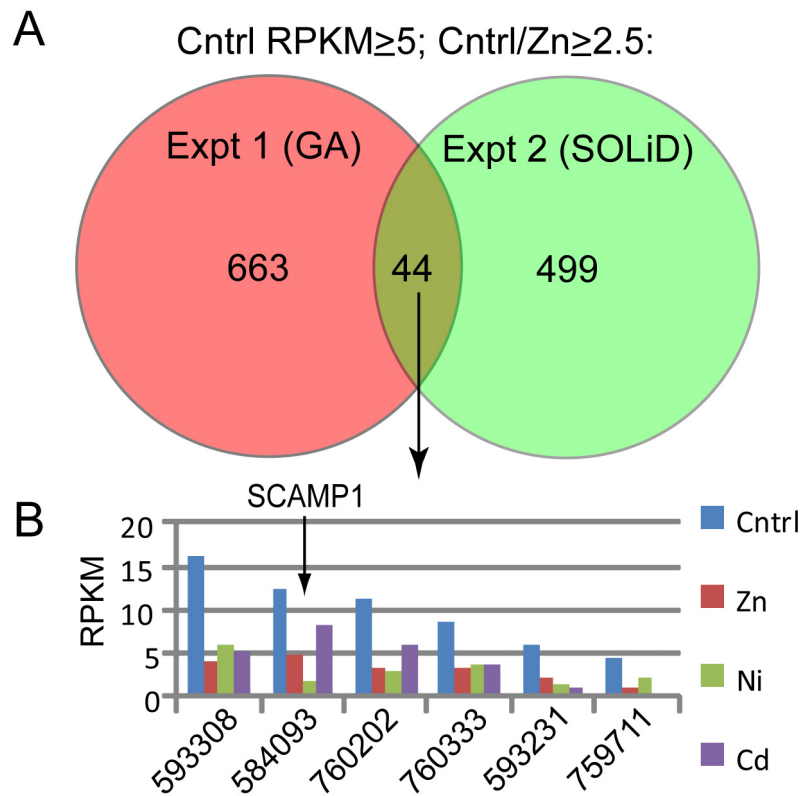 A
Cntrl RPKM≥5; Cntrl/Zn≥2.5:
Expt 1 (GA)
Expt 2 (SOLiD)
663
44
499
SCAMP1
B
20
15
10
5
0
RPKM
593308
584093
760202
760333
593231
759711
Cntrl
Zn
Ni
Cd